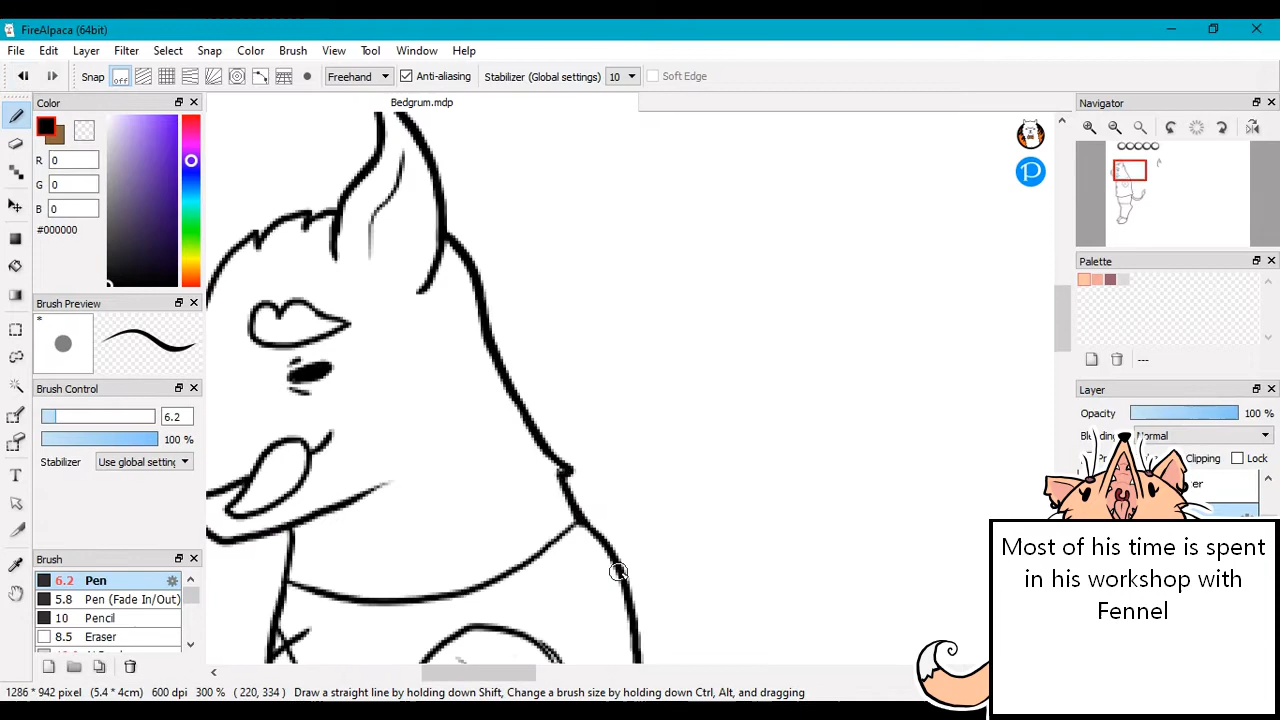 FireAlpaca (64bit)
File Edit Layer Filter Select Snap Color Brush View Tool Window Help
Snap off Freehand Anti-aliasing Stabilizer (Global settings) 10 Soft Edge
Color
Bedgrum.mdp
Navigator
R 0
G 0
B 0
#000000
Palette
---
Brush Preview
*
Brush Control
6.2
100 %
Stabilizer Use global setting
Layer
Opacity 100 %
Normal
Clipping Lock
Brush
6.2 Pen
5.8 Pen (Fade In/Out)
10 Pencil
8.5 Eraser
Most of his time is spent
in his workshop with
Fennel
1286 * 942 pixel (5.4 * 4cm) 600 dpi 300 % ( 220, 334 ) Draw a straight line by holding down Shift, Change a brush size by holding down Ctrl, Alt, and dragging